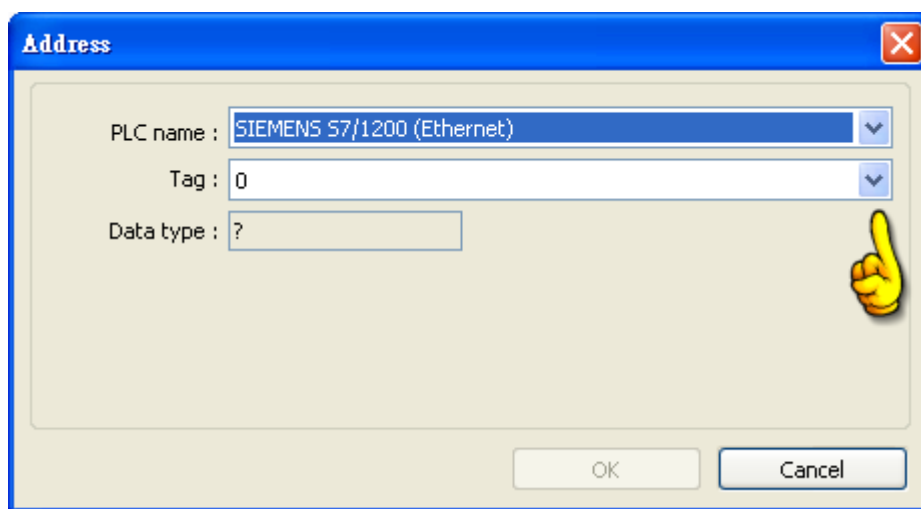 Address
PLC name : SIEMENS S7/1200 (Ethernet)
Tag : 0
Data type : ?
OK Cancel